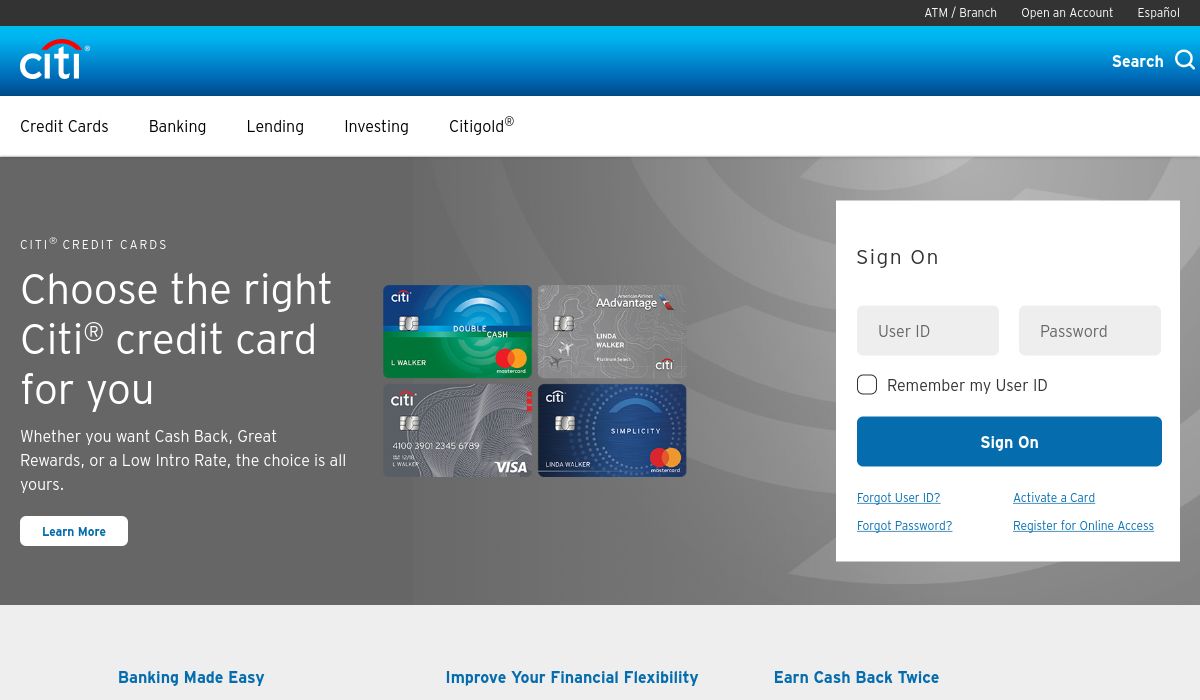 ATM / Branch Open an Account Español
citi®
Search
Credit Cards Banking Lending Investing Citigold®
CITI® CREDIT CARDS
Choose the right
Citi® credit card
for you
Whether you want Cash Back, Great
Rewards, or a Low Intro Rate, the choice is all
yours.
Learn More
citi
DOUBLE
CASH
L WALKER
mastercard
American Airlines
AAdvantage
LINDA
WALKER
Platinum Select
citi
citi
4100 3901 2345 6789
L WALKER
VISA
citi
SIMPLICITY
LINDA WALKER
mastercard
Sign On
User ID Password
Remember my User ID
Sign On
Forgot User ID? Activate a Card
Forgot Password? Register for Online Access
Banking Made Easy Improve Your Financial Flexibility Earn Cash Back Twice